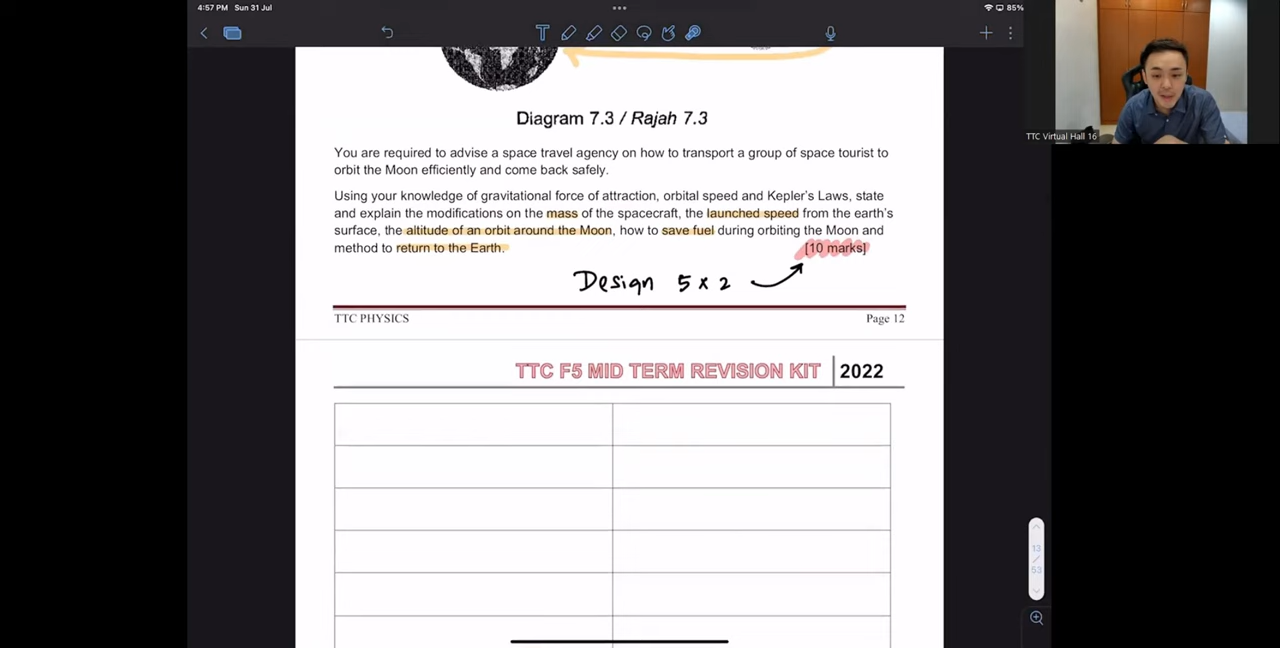 4:57 PM Sun 31 Jul
85%
T
TTC Virtual Hall 16
Diagram 7.3 / Rajah 7.3
You are required to advise a space travel agency on how to transport a group of space tourist to
orbit the Moon efficiently and come back safely.
Using your knowledge of gravitational force of attraction, orbital speed and Kepler's Laws, state
and explain the modifications on the mass of the spacecraft, the launched speed from the earth's
surface, the altitude of an orbit around the Moon, how to save fuel during orbiting the Moon and
method to return to the Earth.
[10 marks]
Design 5 x 2
TTC PHYSICS
Page 12
TTC F5 MID TERM REVISION KIT 2022
13
53